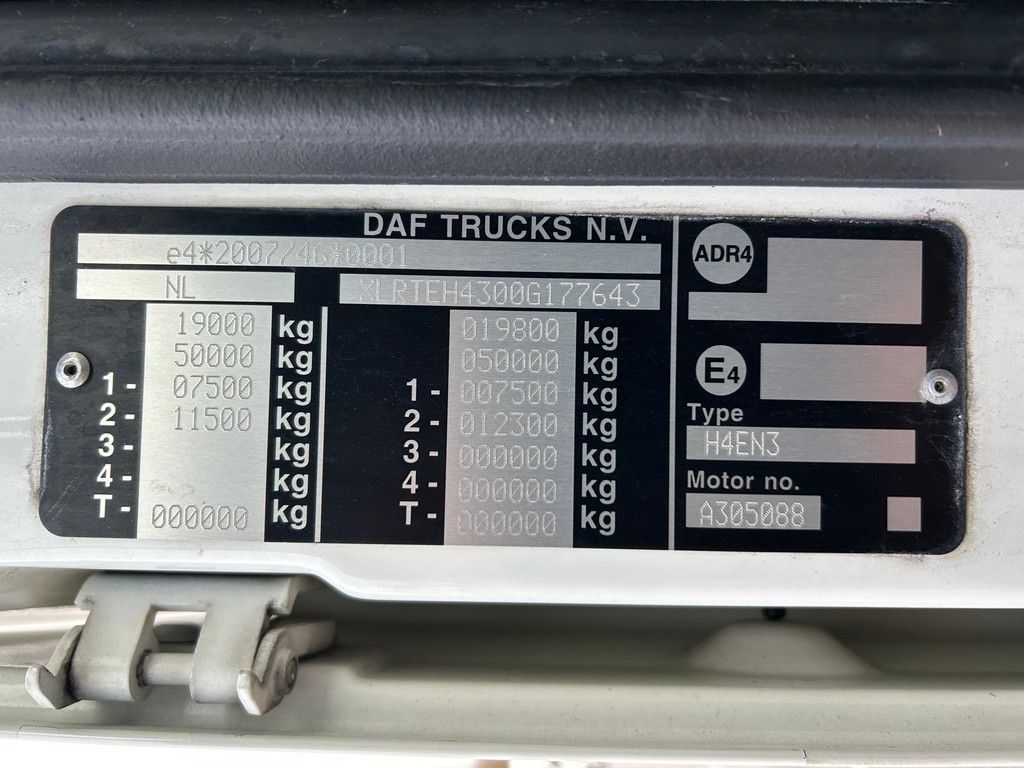 DAF TRUCKS N.V.
e4*2007/46*0001
NL XLRTEH4300G177643
19000 kg 019800 kg
50000 kg 050000 kg
1- 07500 kg 1- 007500 kg
2- 11500 kg 2- 012300 kg
3- kg 3- 000000 kg
4- kg 4- 000000 kg
T- 000000 kg T- 000000 kg
ADR4
E4
Type
H4EN3
Motor no.
A305088